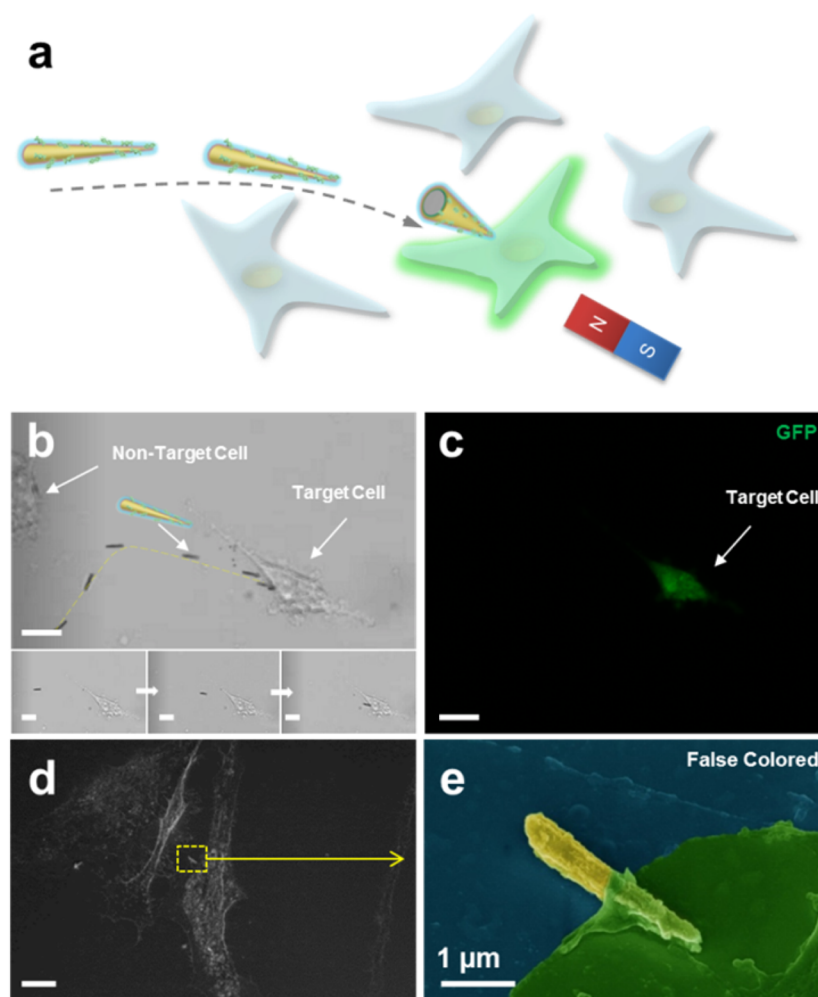 a
N
S
b
Non-Target Cell
Target Cell
c
GFP
Target Cell
d
e
False Colored
1 µm